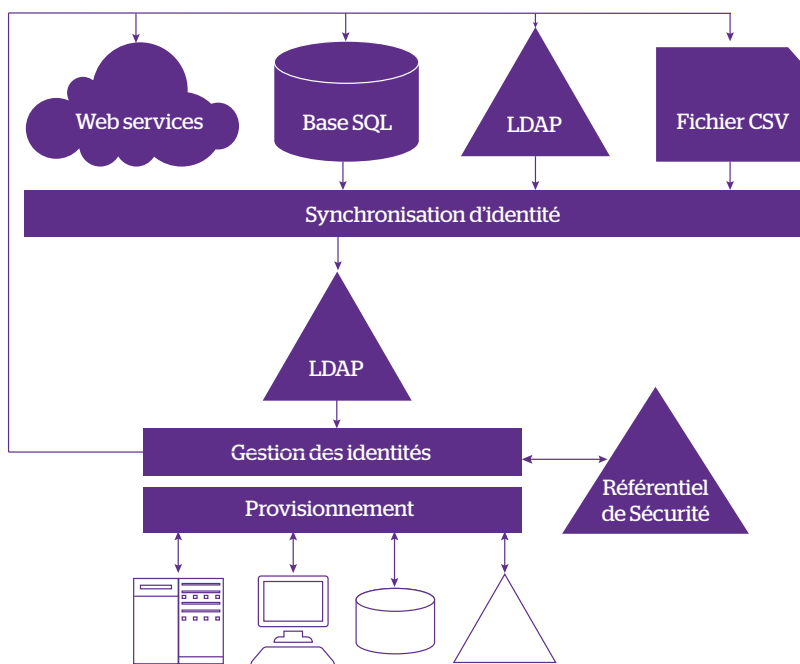 Web services
Base SQL
LDAP
Fichier CSV
Synchronisation d'identité
LDAP
Gestion des identités
Référentiel
de Sécurité
Provisionnement